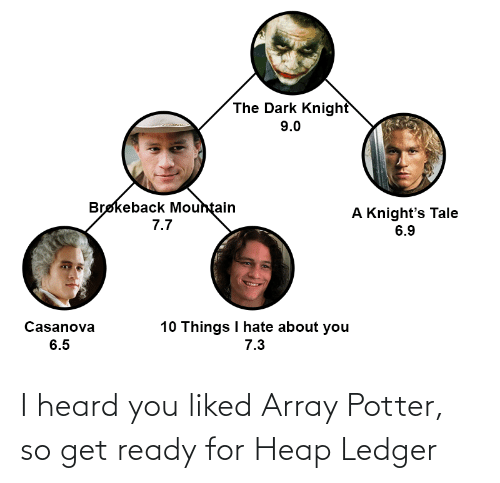 The Dark Knight
9.0
Brokeback Mountain
7.7
A Knight's Tale
6.9
Casanova
6.5
10 Things I hate about you
7.3
I heard you liked Array Potter,
so get ready for Heap Ledger